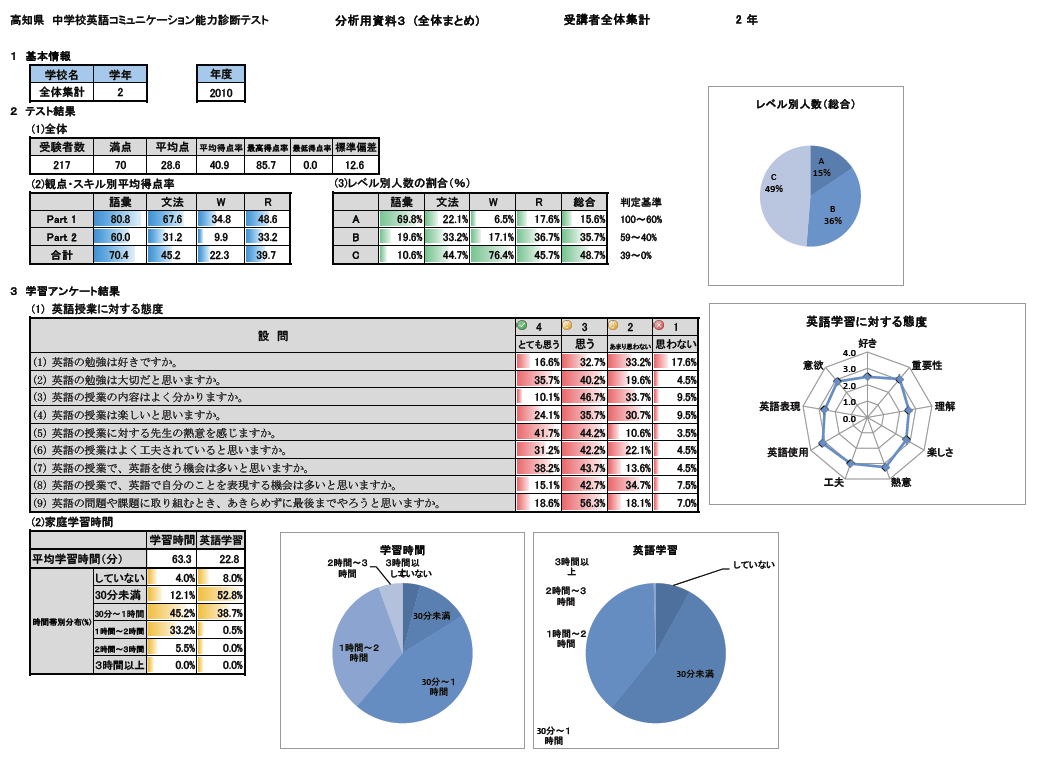 高知県 中学校英語コミュニケーション能力診断テスト 分析用資料３（全体まとめ） 受講者全体集計 2 年
1 基本情報
学校名 学年 年度
全体集計 2 2010
2 テスト結果
(1)全体
受験者数 満点 平均点 平均得点率 最高得点率 最低得点率 標準偏差
217 70 28.6 40.9 85.7 0.0 12.6
(2)観点・スキル別平均得点率
語彙 文法 W R
Part 1 80.8 67.6 34.8 48.6
Part 2 60.0 31.2 9.9 33.2
合計 70.4 45.2 22.3 39.7
(3)レベル別人数の割合(％)
語彙 文法 W R 総合 判定基準
A 69.8% 22.1% 6.5% 17.6% 15.6% 100～60%
B 19.6% 33.2% 17.1% 36.7% 35.7% 59～40%
C 10.6% 44.7% 76.4% 45.7% 48.7% 39～0%
レベル別人数(総合)
A
15%
B
36%
C
49%
3 学習アンケート結果
(1) 英語授業に対する態度
設 問 4 3 2 1
とても思う 思う あまり思わない 思わない
(1) 英語の勉強は好きですか。 16.6% 32.7% 33.2% 17.6%
(2) 英語の勉強は大切だと思いますか。 35.7% 40.2% 19.6% 4.5%
(3) 英語の授業の内容はよく分かりますか。 10.1% 46.7% 33.7% 9.5%
(4) 英語の授業は楽しいと思いますか。 24.1% 35.7% 30.7% 9.5%
(5) 英語の授業に対する先生の熱意を感じますか。 41.7% 44.2% 10.6% 3.5%
(6) 英語の授業はよく工夫されていると思いますか。 31.2% 42.2% 22.1% 4.5%
(7) 英語の授業で、英語を使う機会は多いと思いますか。 38.2% 43.7% 13.6% 4.5%
(8) 英語の授業で、英語で自分のことを表現する機会は多いと思いますか。 15.1% 42.7% 34.7% 7.5%
(9) 英語の問題や課題に取り組むとき、あきらめずに最後までやろうと思いますか。 18.6% 56.3% 18.1% 7.0%
英語学習に対する態度
好き
重要性
理解
楽しさ
熱意
工夫
英語使用
英語表現
意欲
4.0
3.0
2.0
1.0
0.0
(2)家庭学習時間
学習時間 英語学習
平均学習時間(分) 63.3 22.8
時間帯別分布(%)
していない 4.0% 8.0%
30分未満 12.1% 52.8%
30分～1時間 45.2% 38.7%
1時間～2時間 33.2% 0.5%
2時間～3時間 5.5% 0.0%
3時間以上 0.0% 0.0%
学習時間
2時間～3
時間
3時間以
上
していない
30分未満
1時間～2
時間
30分～1
時間
英語学習
3時間以
上
していない
2時間～3
時間
1時間～2
時間
30分未満
30分～1
時間